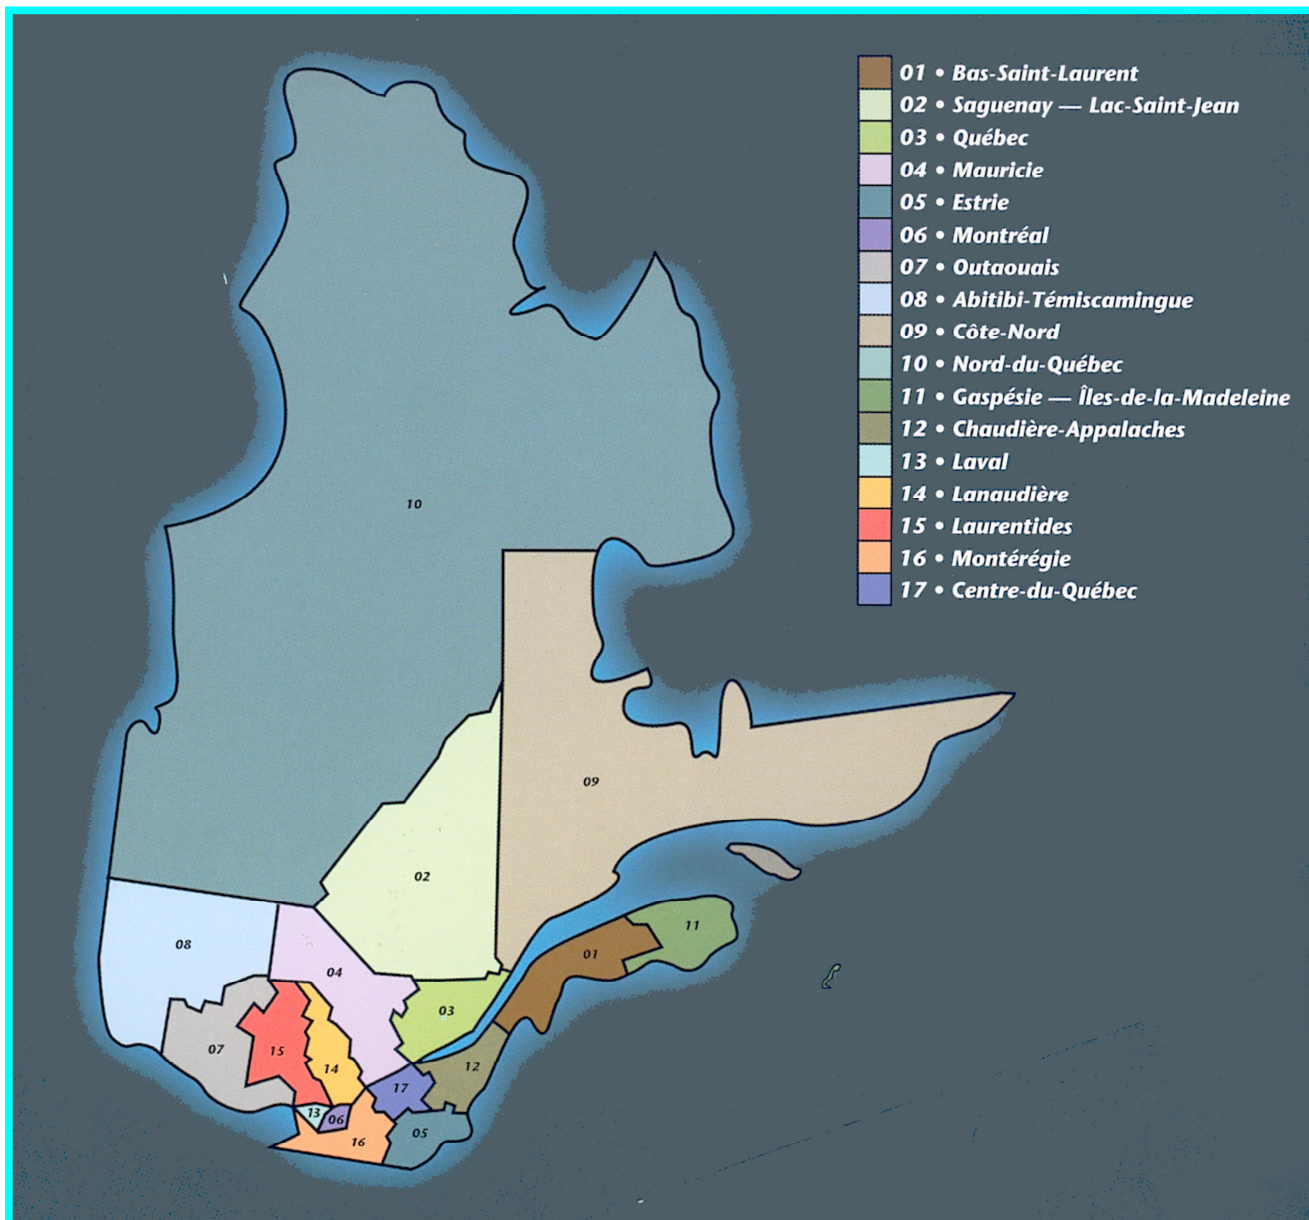 01 • Bas-Saint-Laurent
02 • Saguenay — Lac-Saint-Jean
03 • Québec
04 • Mauricie
05 • Estrie
06 • Montréal
07 • Outaouais
08 • Abitibi-Témiscamingue
09 • Côte-Nord
10 • Nord-du-Québec
11 • Gaspésie — Îles-de-la-Madeleine
12 • Chaudière-Appalaches
13 • Laval
14 • Lanaudière
15 • Laurentides
16 • Montérégie
17 • Centre-du-Québec
10
09
02
11
08
01
04
03
07
15
14
12
17
13
06
05
16